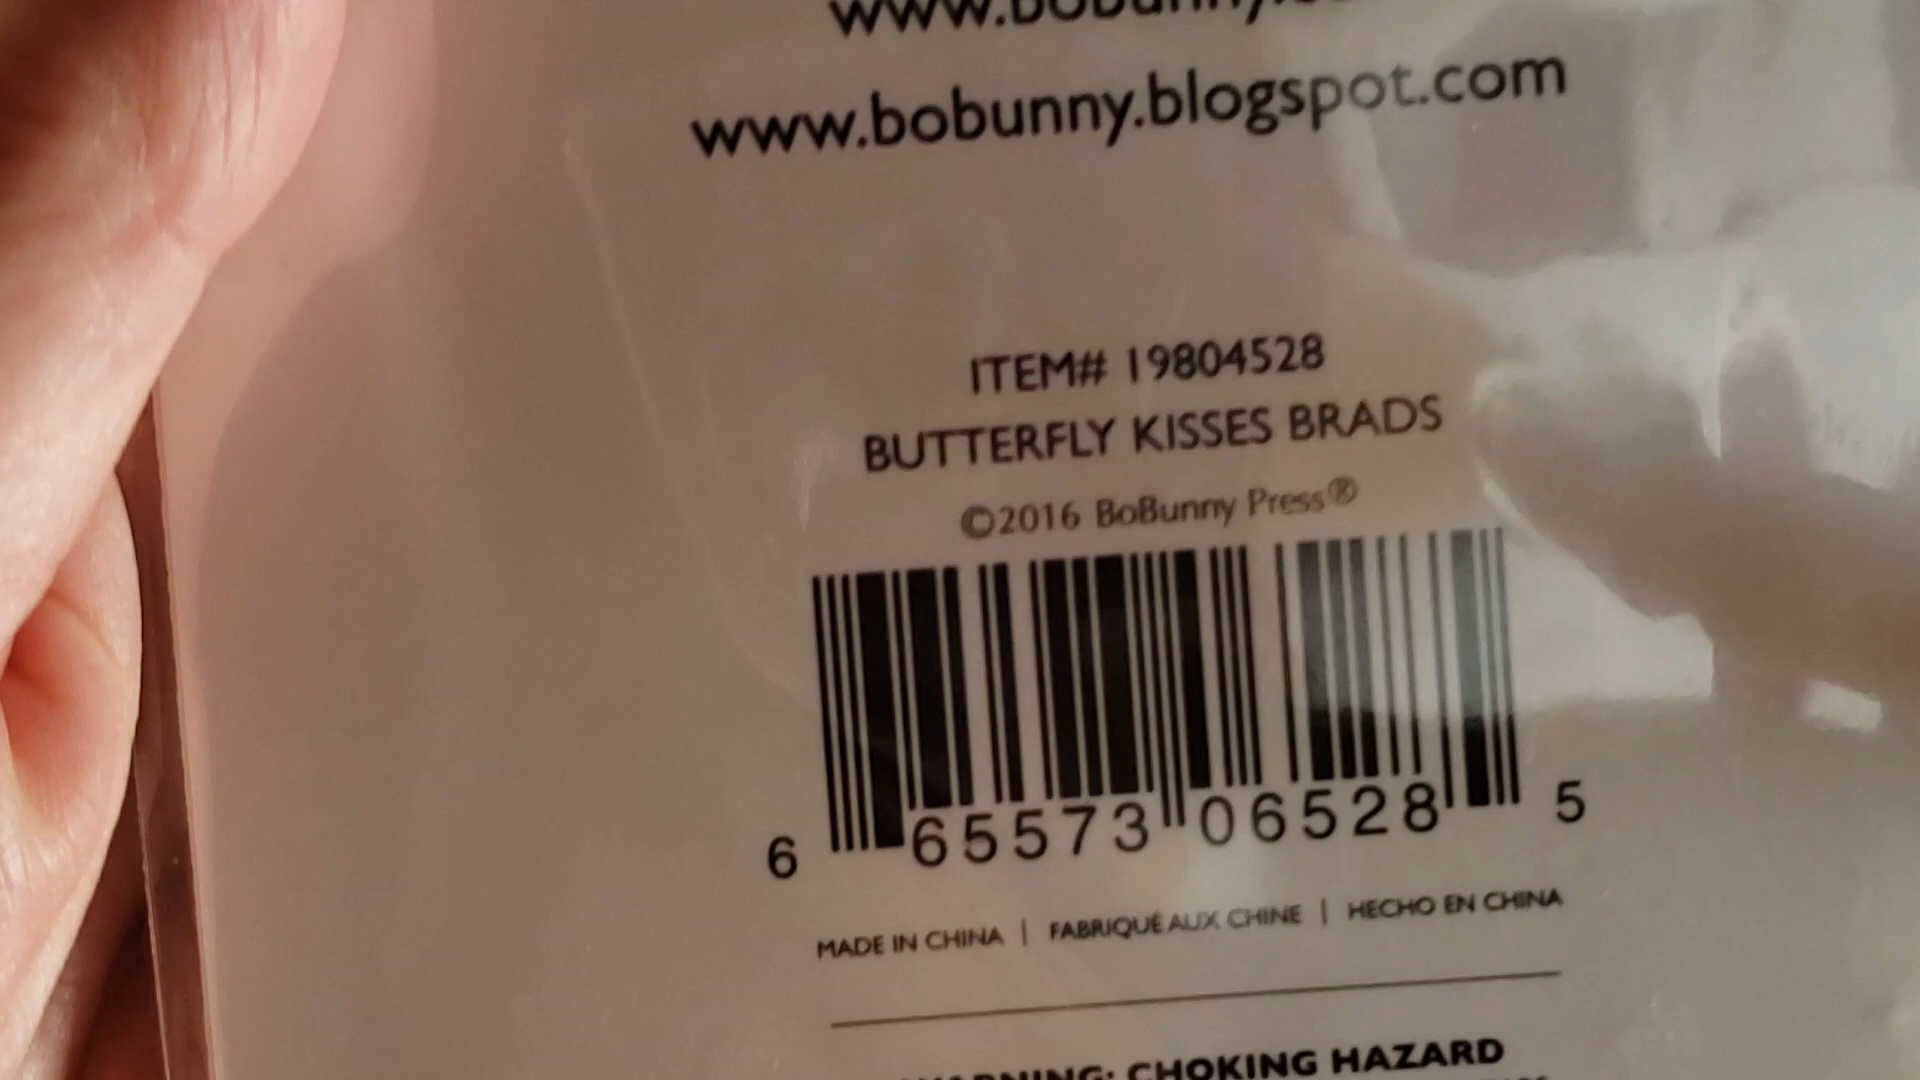 www.bobunny.blogspot.com
ITEM# 19804528
BUTTERFLY KISSES BRADS
©2016 BoBunny Press®
6 65573 06528 5
MADE IN CHINA | FABRIQUÉ AUX CHINE | HECHO EN CHINA
WARNING: CHOKING HAZARD